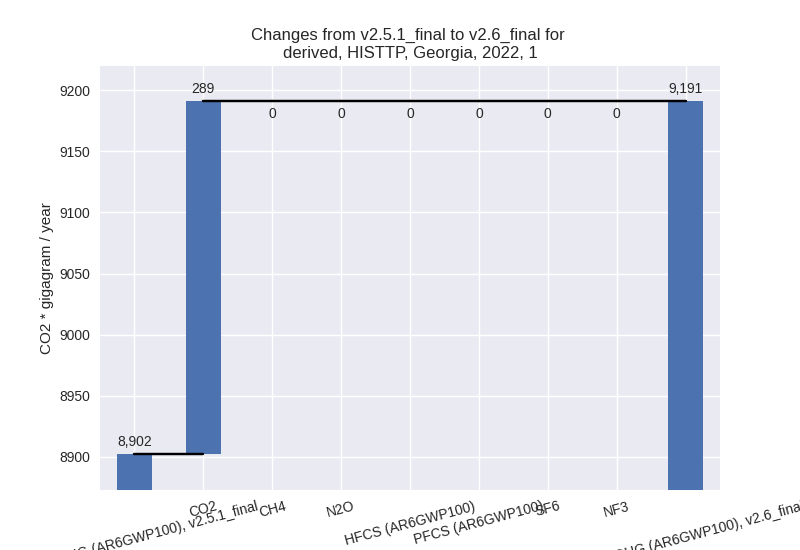 Changes from v2.5.1_final to v2.6_final for
derived, HISTTP, Georgia, 2022, 1
CO2 * gigagram / year
9200
9150
9100
9050
9000
8950
8900
8,902
289
0
0
0
0
0
0
9,191
(AR6GWP100), v2.5.1_final
CO2
CH4
N2O
HFCS (AR6GWP100)
PFCS (AR6GWP100)
SF6
NF3
(AR6GWP100), v2.6_final